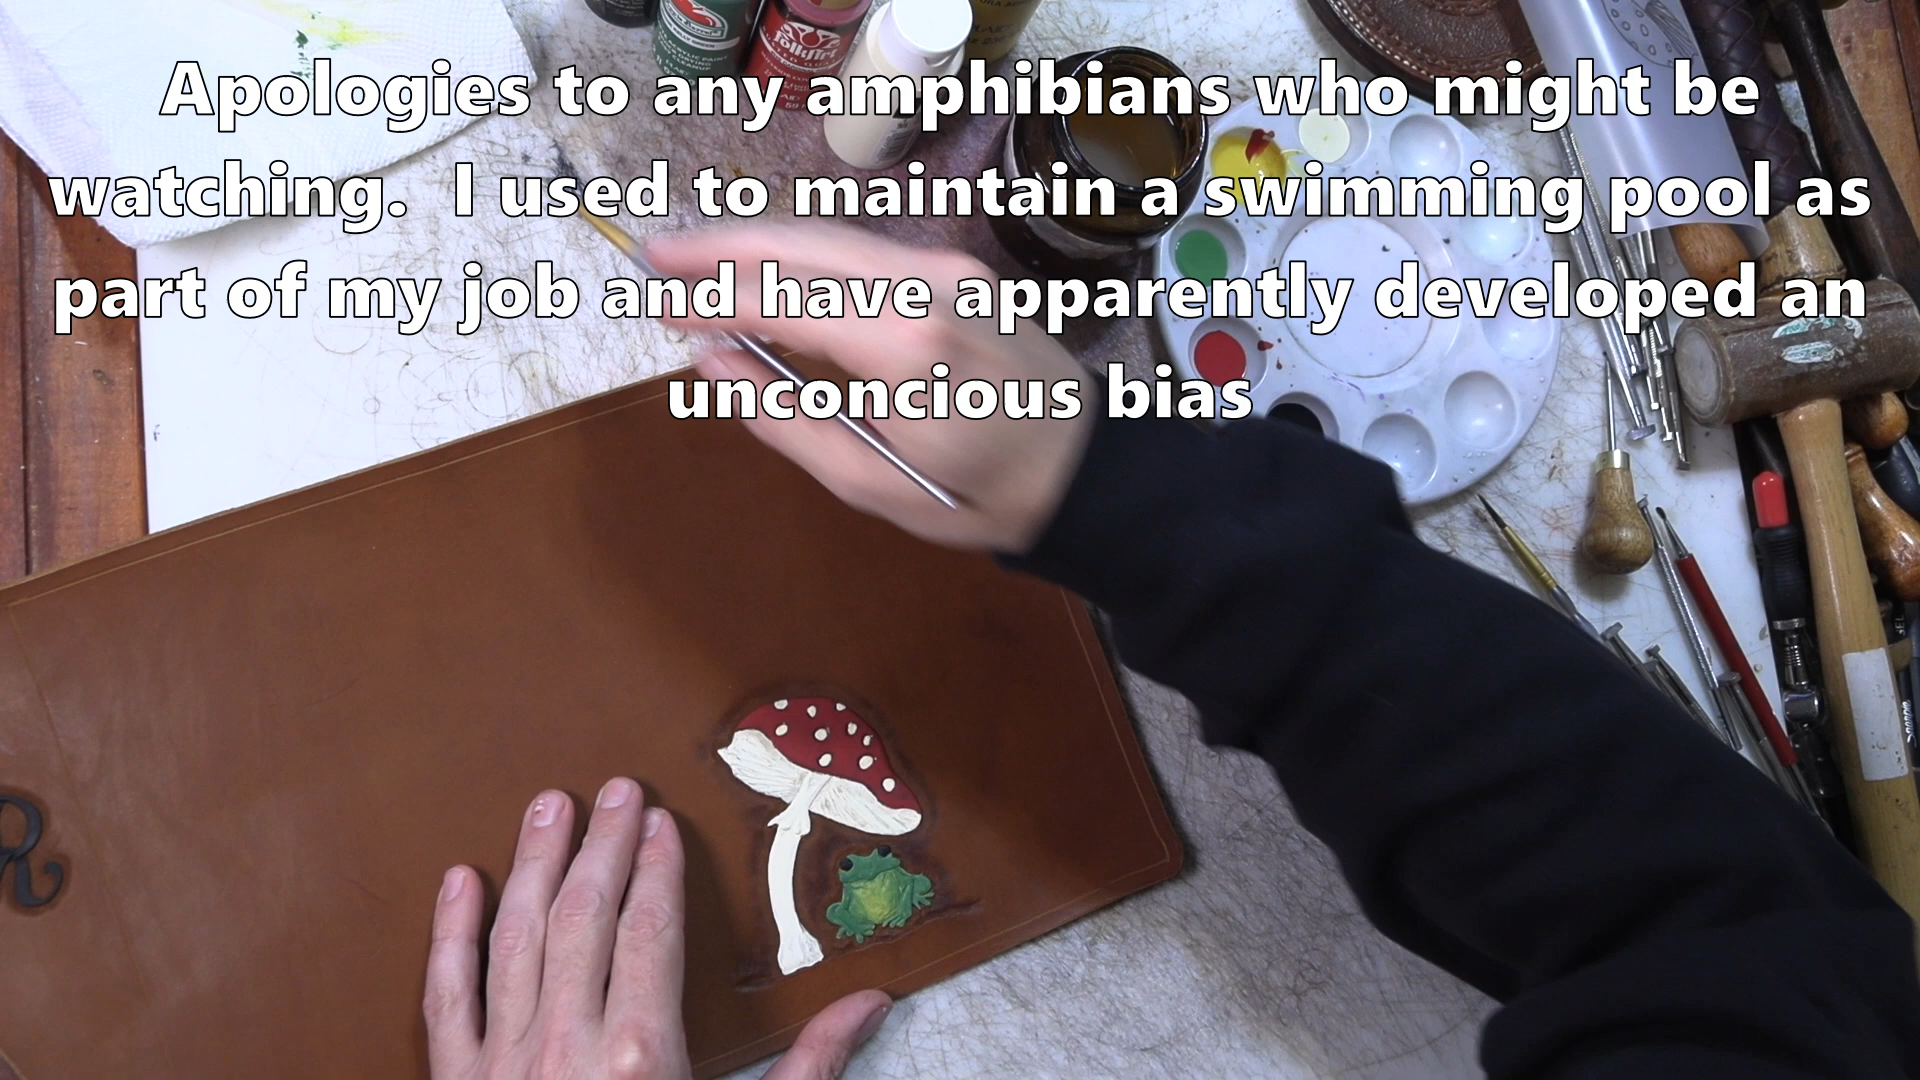 Apologies to any amphibians who might be
watching. I used to maintain a swimming pool as
part of my job and have apparently developed an
unconcious bias
FolkArt
R